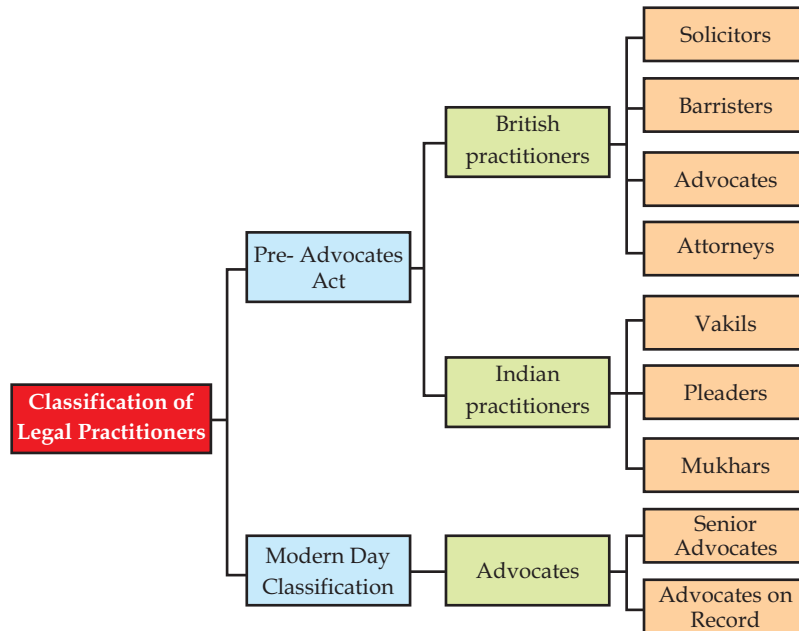 Classification of
Legal Practitioners
Pre- Advocates
Act
British
practitioners
Solicitors
Barristers
Advocates
Attorneys
Indian
practitioners
Vakils
Pleaders
Mukhars
Modern Day
Classification
Advocates
Senior
Advocates
Advocates on
Record